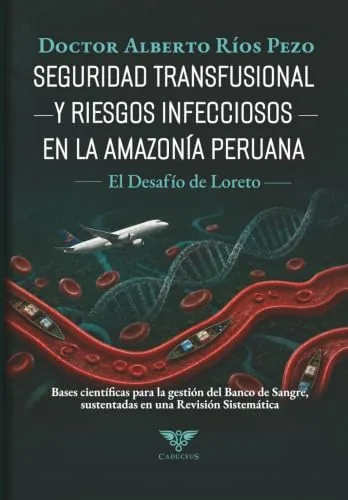 Doctor Alberto Ríos Pezo
SEGURIDAD TRANSFUSIONAL
Y RIESGOS INFECCIOSOS
EN LA AMAZONÍA PERUANA
El Desafío de Loreto
Bases científicas para la gestión del Banco de Sangre,
sustentadas en una Revisión Sistemática
CABUCFUS